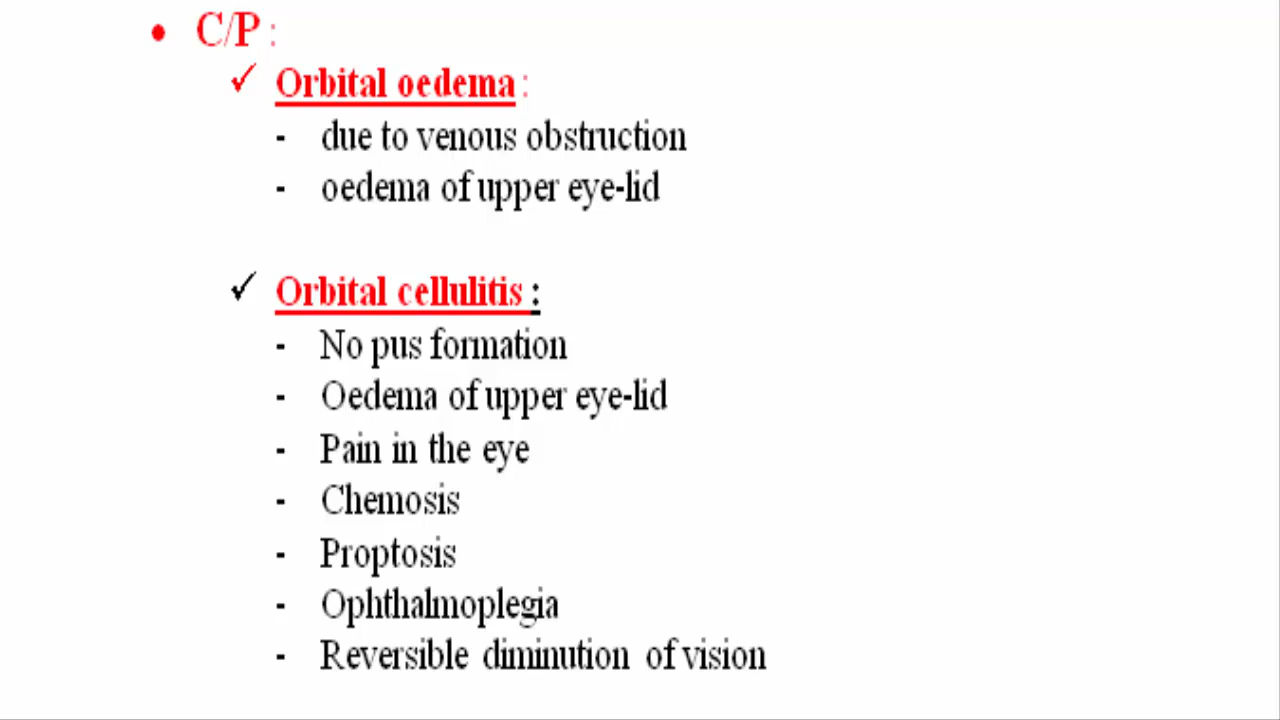 • C/P :
✓ Orbital oedema :
- due to venous obstruction
- oedema of upper eye-lid
✓ Orbital cellulitis :
- No pus formation
- Oedema of upper eye-lid
- Pain in the eye
- Chemosis
- Proptosis
- Ophthalmoplegia
- Reversible diminution of vision